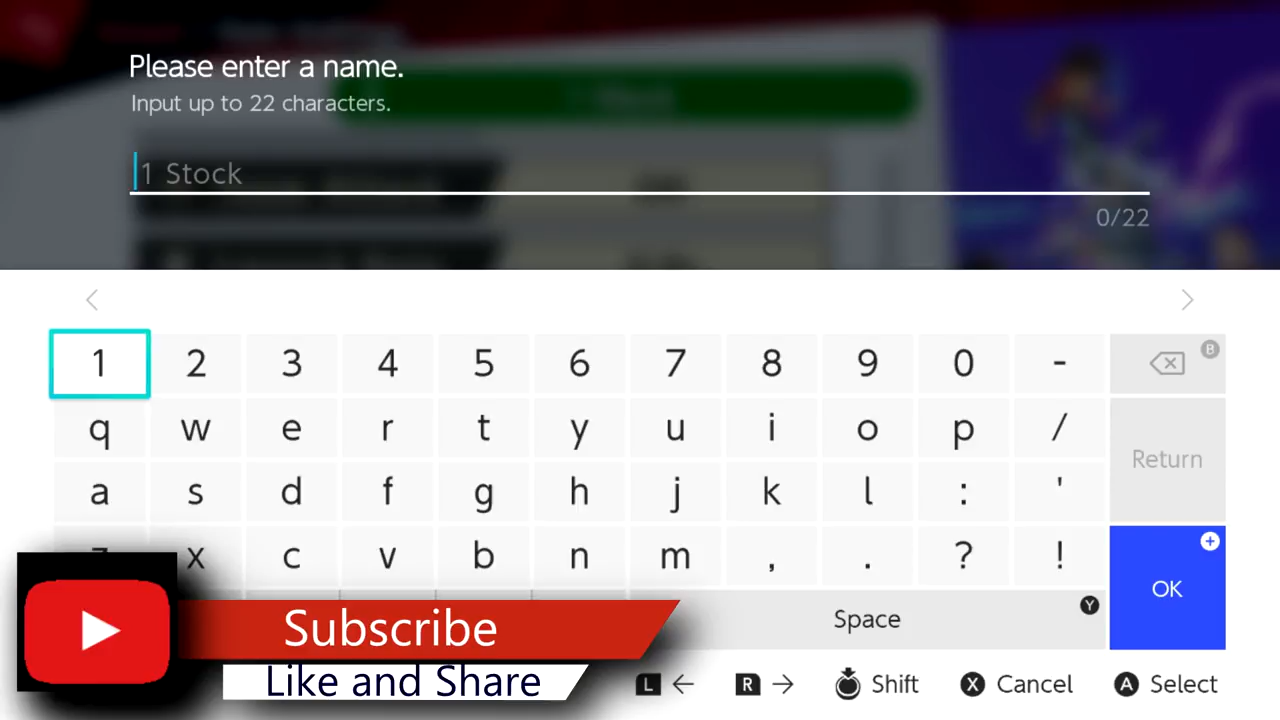 Please enter a name.
Input up to 22 characters.
1 Stock
0/22
1 2 3 4 5 6 7 8 9 0 - B
q w e r t y u i o p / Return
a s d f g h j k l : '
x c v b n m , . ? ! + OK
Subscribe
Space Y
Like and Share
L ← R → Shift X Cancel A Select